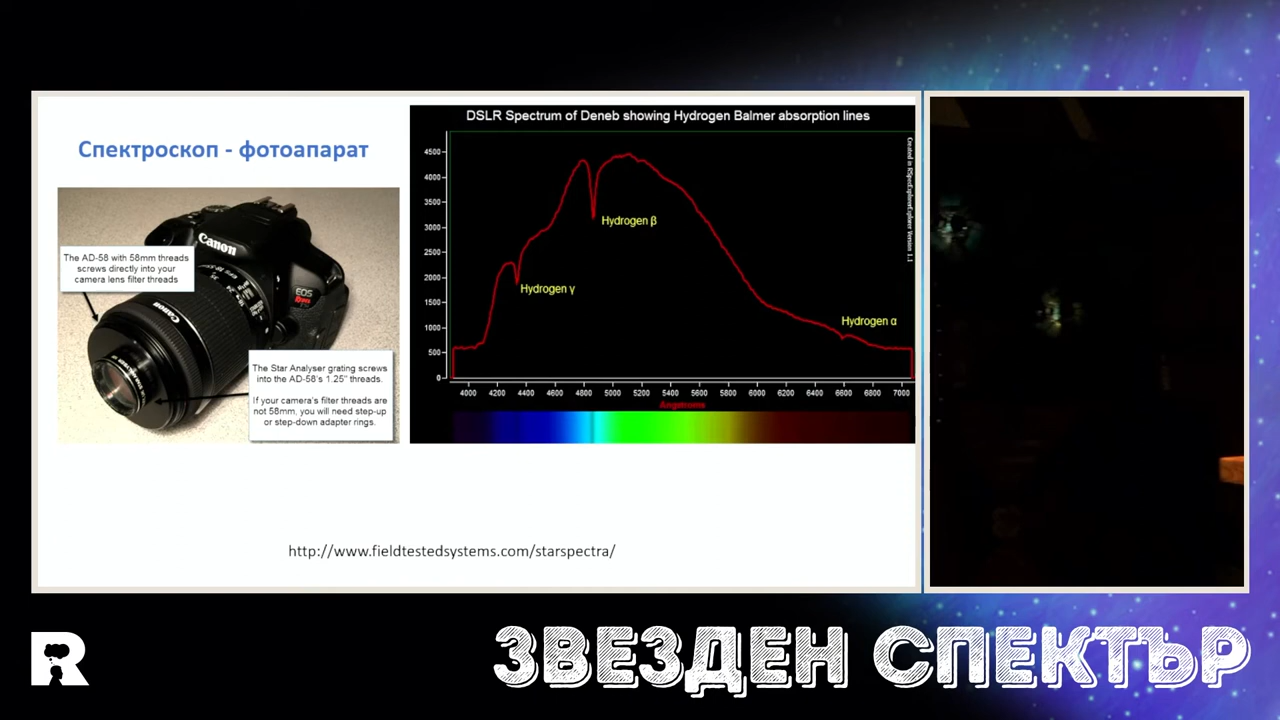 Спектроскоп - фотоапарат
The AD-58 with 58mm threads
screws directly into your
camera lens filter threads
Canon
EOS
Rebel
Canon
The Star Analyser grating screws
into the AD-58's 1.25" threads.
If your camera's filter threads are
not 58mm, you will need step-up
or step-down adapter rings.
DSLR Spectrum of Deneb showing Hydrogen Balmer absorption lines
4500
4000
3500
3000
2500
2000
1500
1000
500
0
Hydrogen β
Hydrogen γ
Hydrogen α
4000 4200 4400 4600 4800 5000 5200 5400 5600 5800 6000 6200 6400 6600 6800 7000
Angstroms
http://www.fieldtestedsystems.com/starspectra/
R
ЗВЕЗДЕН СПЕКТЪР